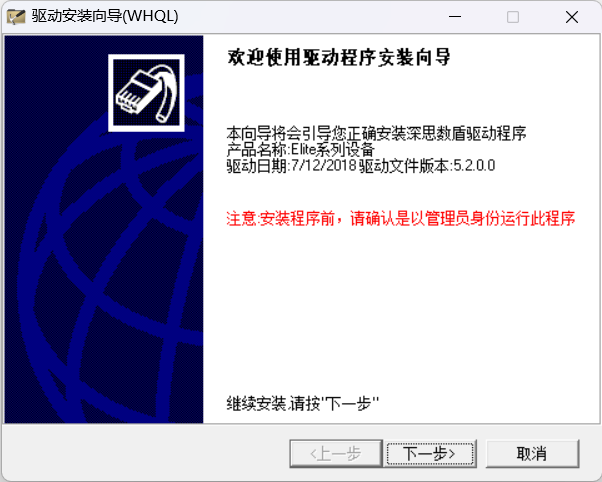 驱动安装向导(WHQL)
欢迎使用驱动程序安装向导
本向导将会引导您正确安装深思数盾驱动程序
产品名称:Elite系列设备
驱动日期:7/12/2018 驱动文件版本:5.2.0.0
注意:安装程序前，请确认是以管理员身份运行此程序
继续安装,请按"下一步"
<上一步
下一步>
取消